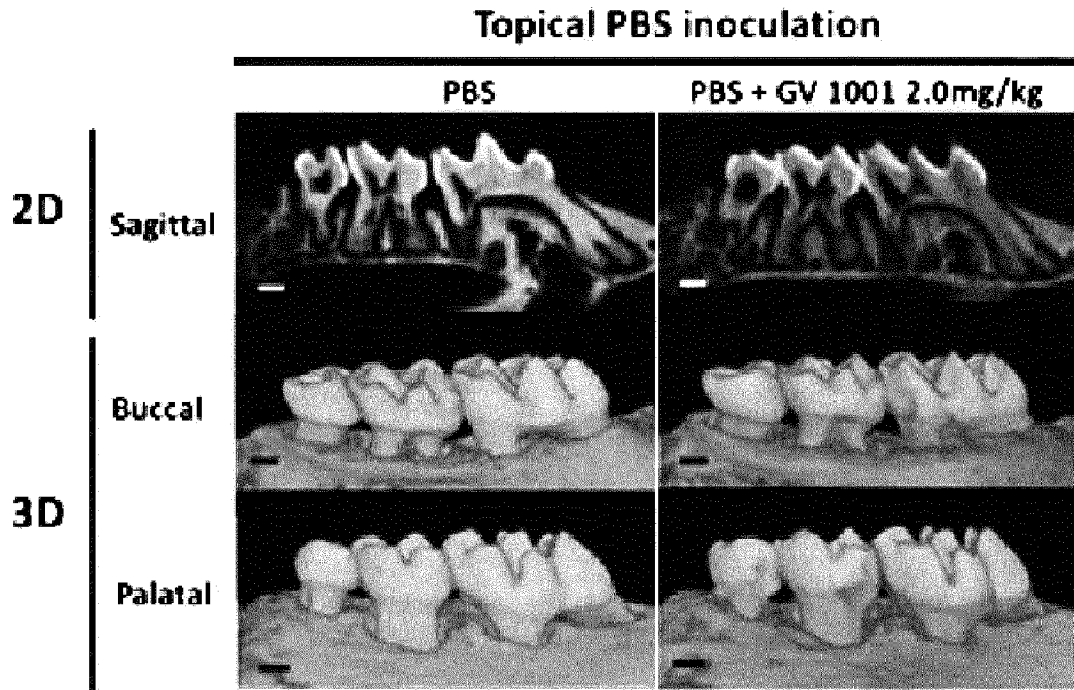 Topical PBS inoculation
PBS
PBS + GV 1001 2.0mg/kg
2D
Sagittal
Buccal
3D
Palatal